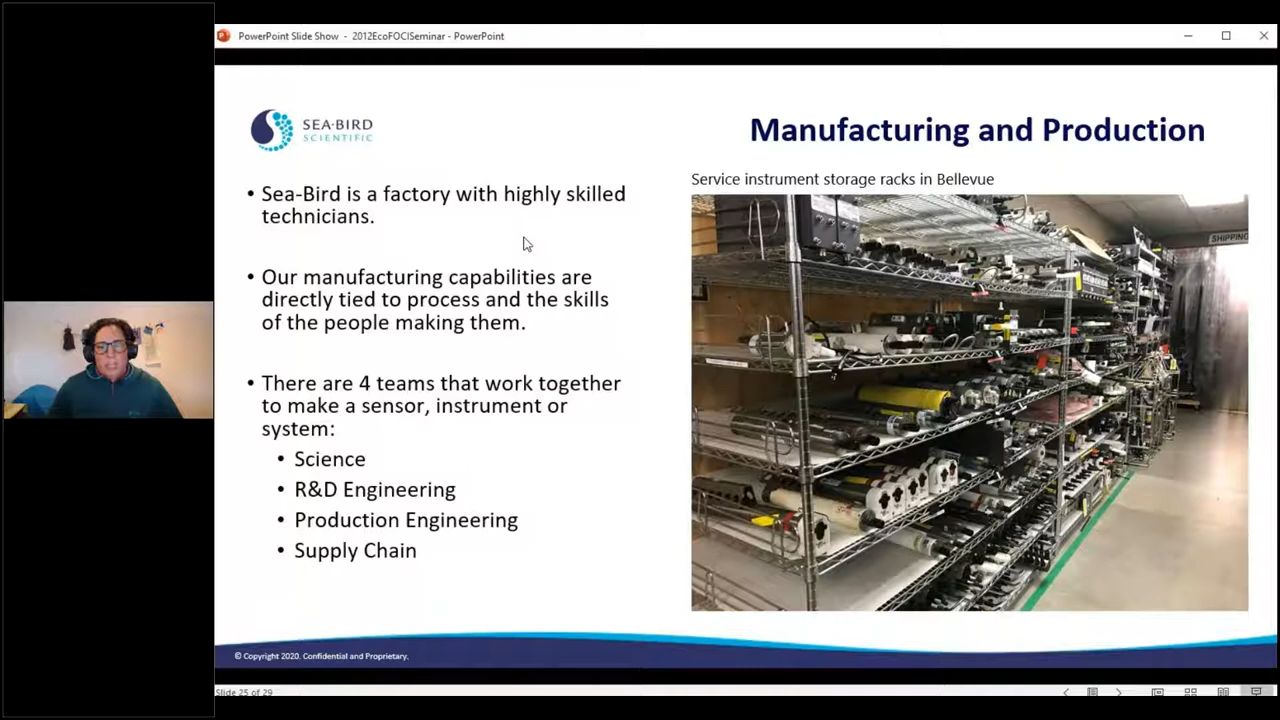 PowerPoint Slide Show - 2012EcoFOCISeminar - PowerPoint
SEA·BIRD
SCIENTIFIC
Manufacturing and Production
• Sea-Bird is a factory with highly skilled
technicians.
• Our manufacturing capabilities are
directly tied to process and the skills
of the people making them.
• There are 4 teams that work together
to make a sensor, instrument or
system:
• Science
• R&D Engineering
• Production Engineering
• Supply Chain
Service instrument storage racks in Bellevue
SHIPPING
© Copyright 2020. Confidential and Proprietary.
Slide 25 of 29